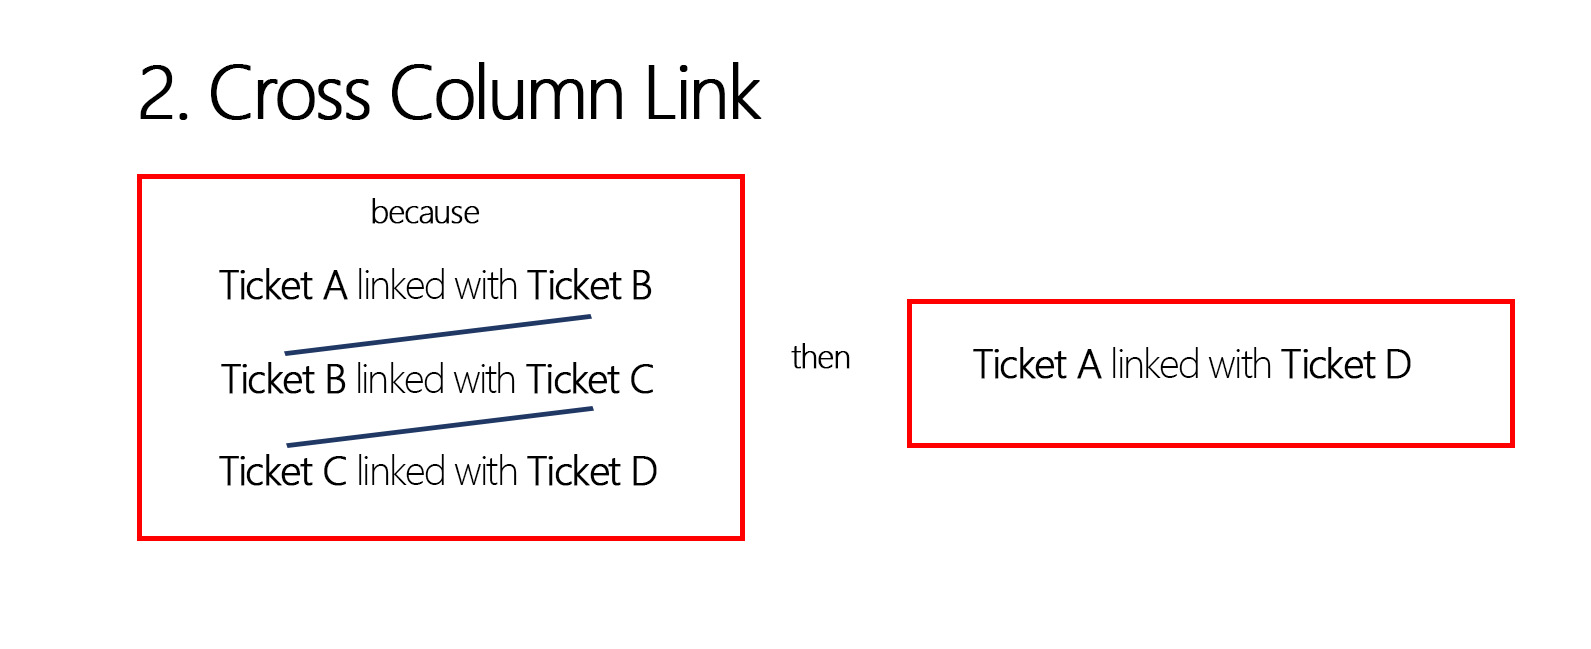 2. Cross Column Link
because
Ticket A linked with Ticket B
Ticket B linked with Ticket C
Ticket C linked with Ticket D
then
Ticket A linked with Ticket D